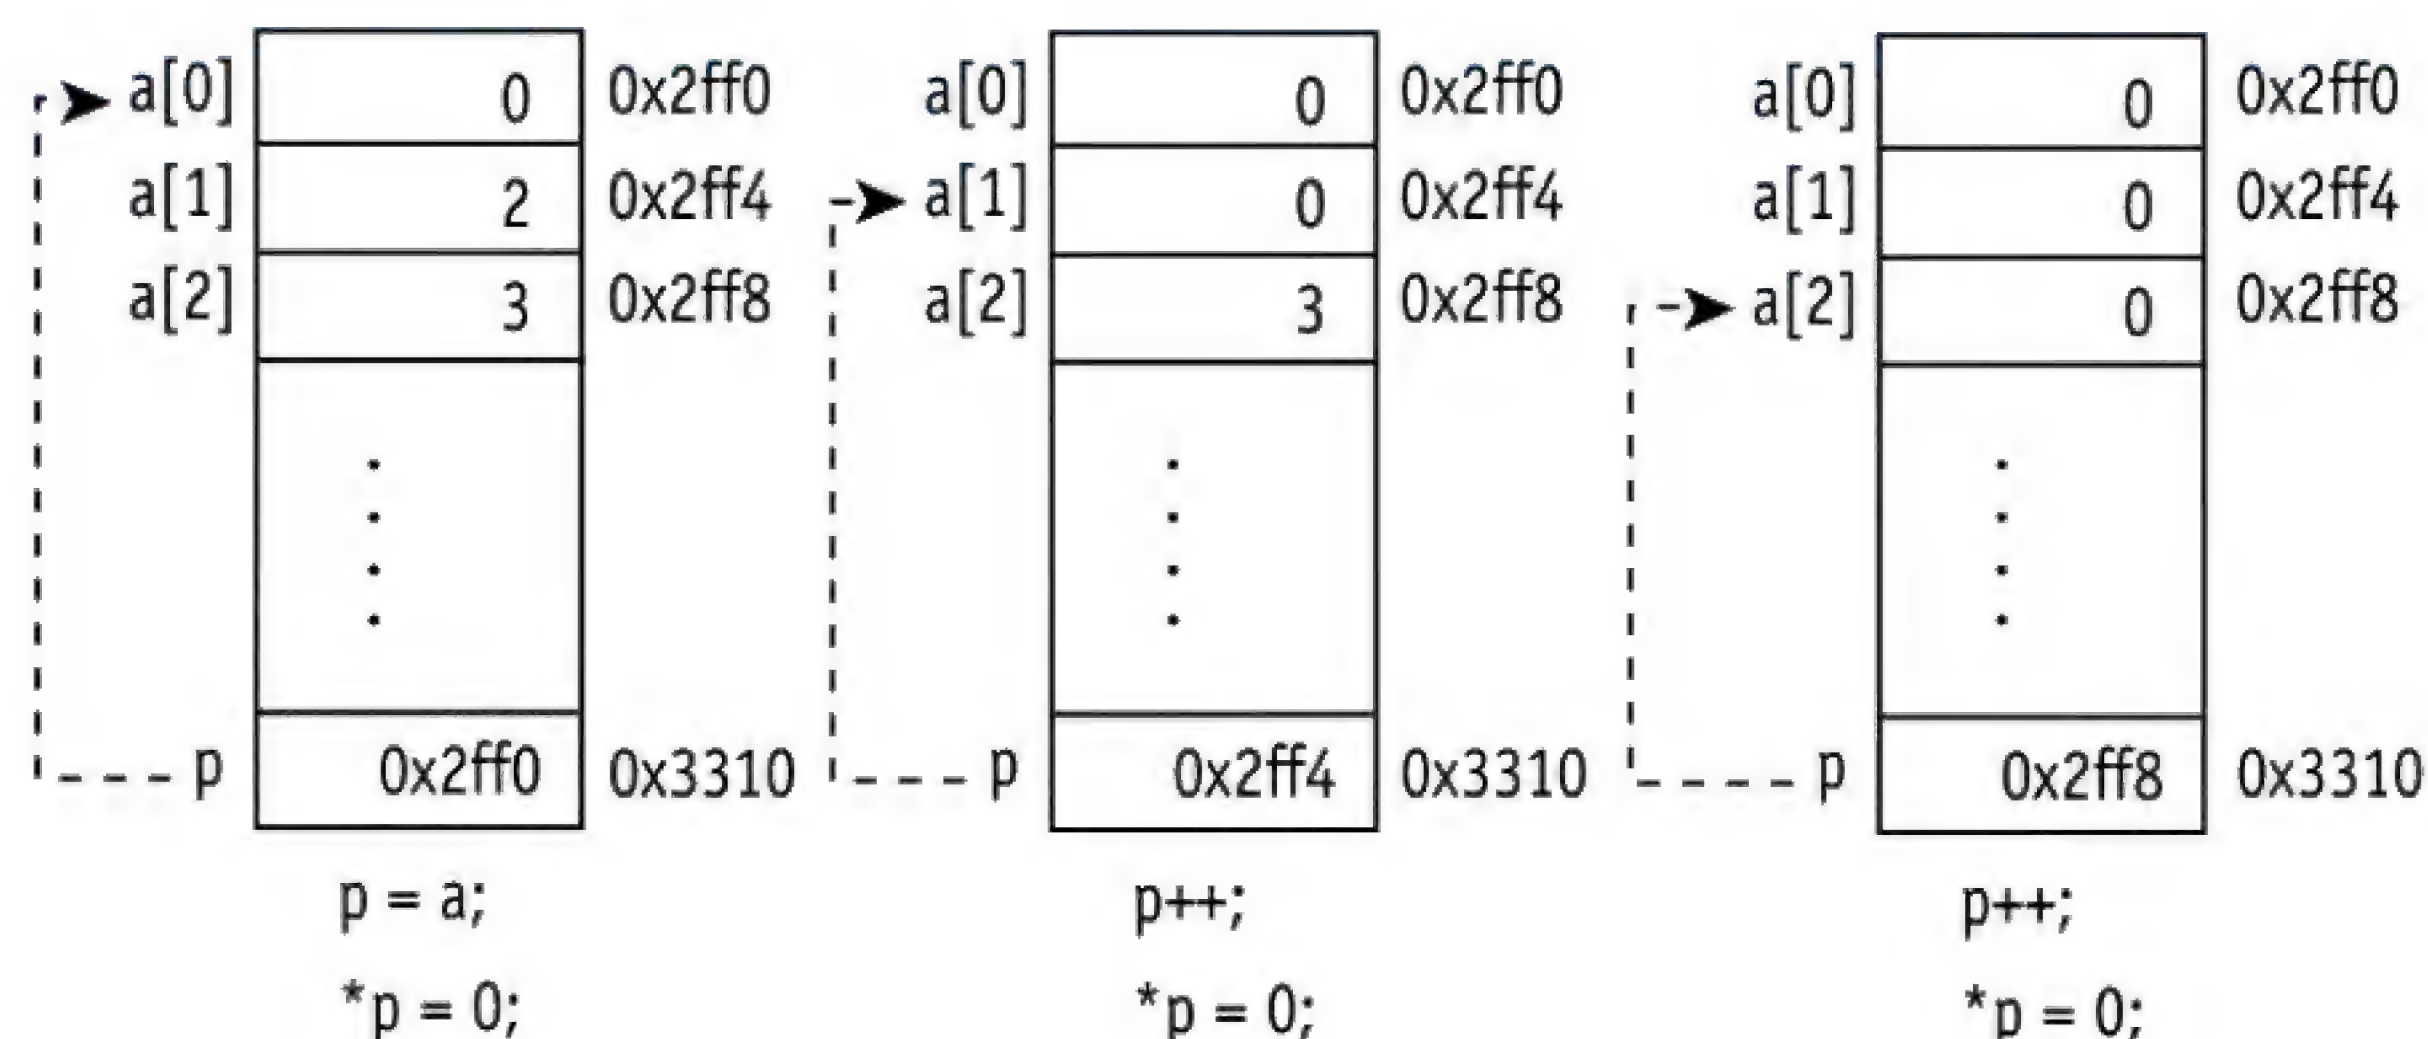 a[0] 0 0x2ff0
a[1] 2 0x2ff4
a[2] 3 0x2ff8
p 0x2ff0 0x3310
p = a;
*p = 0;
a[0] 0 0x2ff0
a[1] 0 0x2ff4
a[2] 3 0x2ff8
p 0x2ff4 0x3310
p++;
*p = 0;
a[0] 0 0x2ff0
a[1] 0 0x2ff4
a[2] 0 0x2ff8
p 0x2ff8 0x3310
p++;
*p = 0;